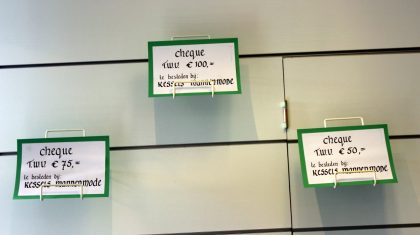 cheque
TWV € 100,=
te besteden bij:
KESSELS MANNENMODE
cheque
TWV € 75,=
te besteden bij:
KESSELS MANNENMODE
cheque
TWV € 50,=
te besteden bij:
KESSELS MANNENMODE